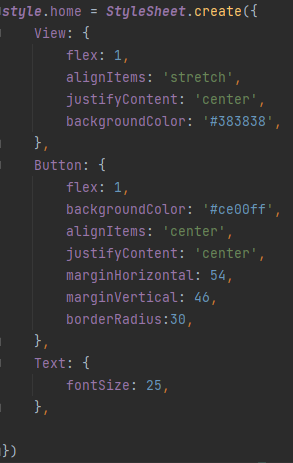 style.home = StyleSheet.create({
    View: {
        flex: 1,
        alignItems: 'stretch',
        justifyContent: 'center',
        backgroundColor: '#383838',
    },
    Button: {
        flex: 1,
        backgroundColor: '#ce00ff',
        alignItems: 'center',
        justifyContent: 'center',
        marginHorizontal: 54,
        marginVertical: 46,
        borderRadius:30,
    },
    Text: {
        fontSize: 25,
    },
})